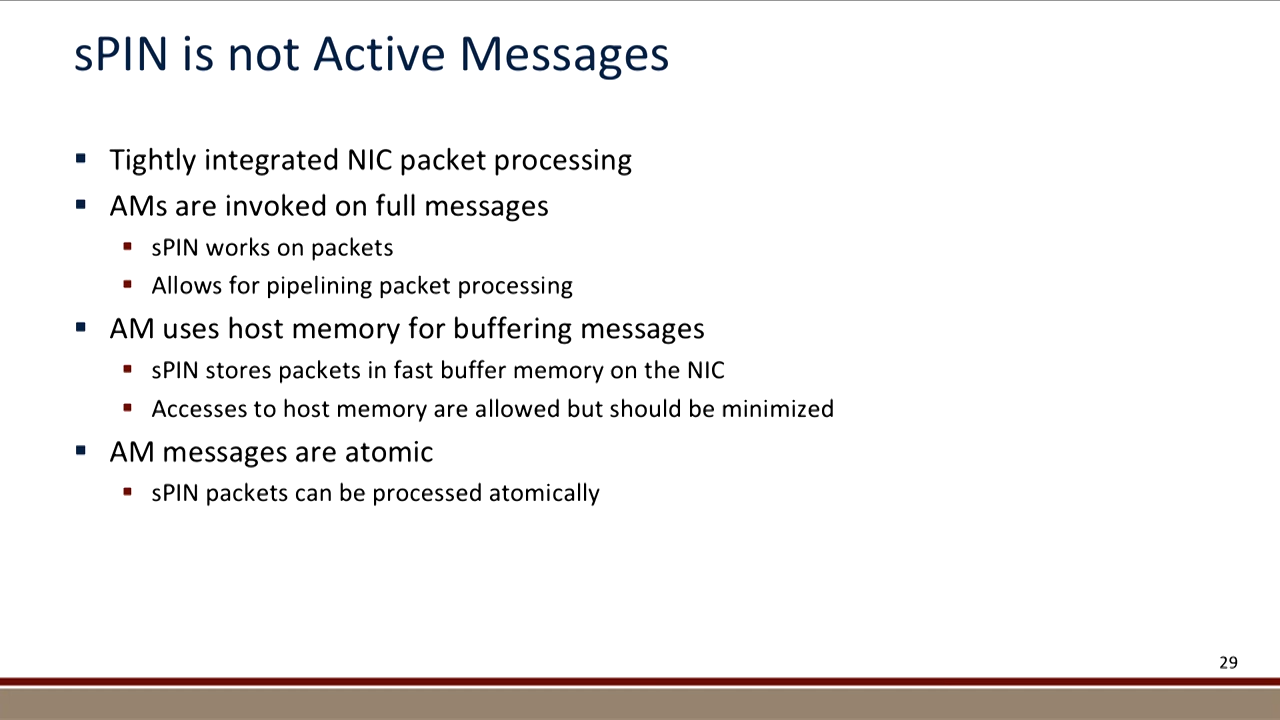 sPIN is not Active Messages
▪ Tightly integrated NIC packet processing
▪ AMs are invoked on full messages
▪ sPIN works on packets
▪ Allows for pipelining packet processing
▪ AM uses host memory for buffering messages
▪ sPIN stores packets in fast buffer memory on the NIC
▪ Accesses to host memory are allowed but should be minimized
▪ AM messages are atomic
▪ sPIN packets can be processed atomically
29